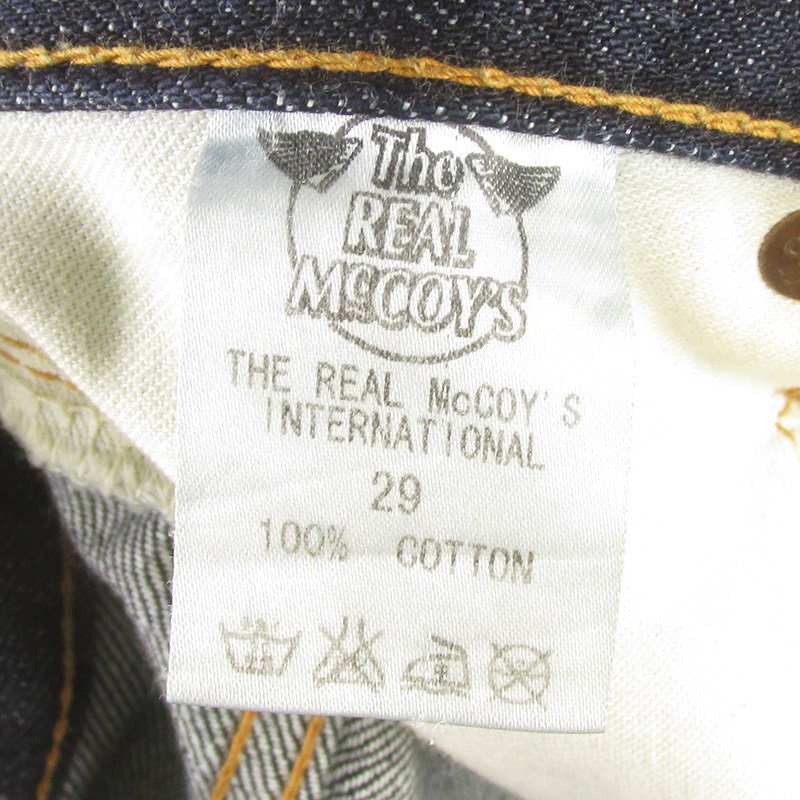 The
REAL
McCOY'S
THE REAL McCOY'S
INTERNATIONAL
29
100% COTTON